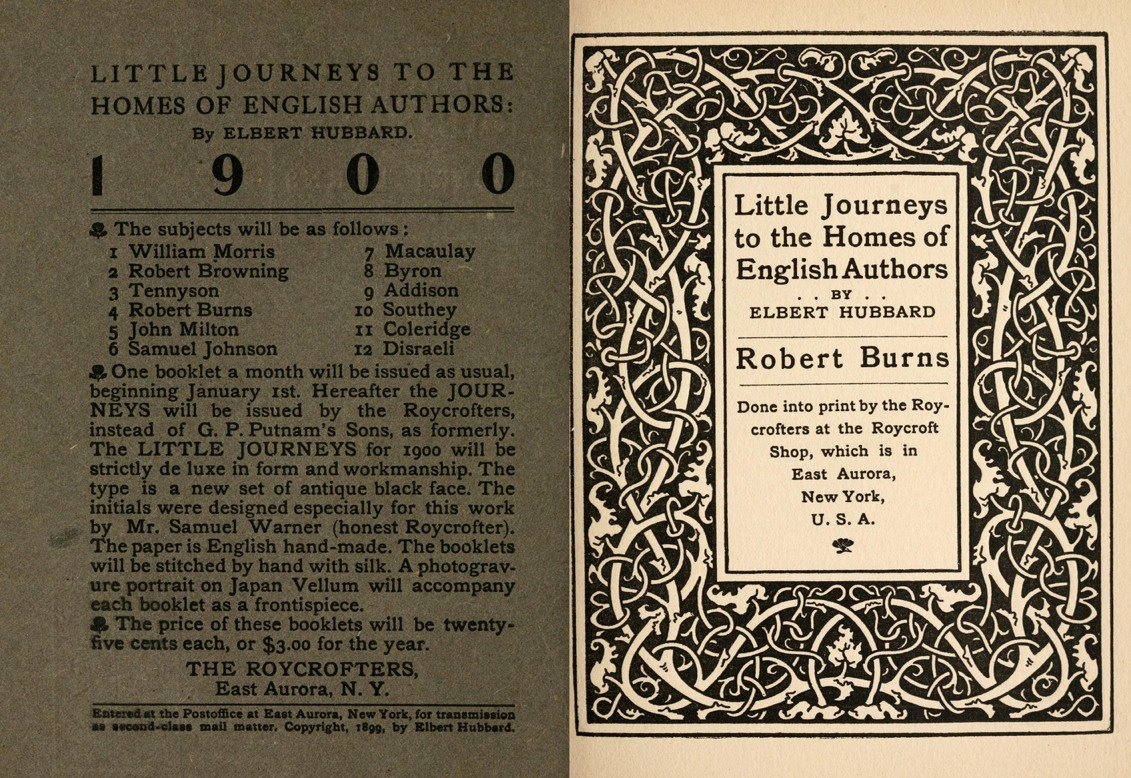 LITTLE JOURNEYS TO THE
HOMES OF ENGLISH AUTHORS:
By ELBERT HUBBARD.
1 9 0 0
The subjects will be as follows:
1 William Morris
2 Robert Browning
3 Tennyson
4 Robert Burns
5 John Milton
6 Samuel Johnson
7 Macaulay
8 Byron
9 Addison
10 Southey
11 Coleridge
12 Disraeli
One booklet a month will be issued as usual,
beginning January 1st. Hereafter the JOUR-
NEYS will be issued by the Roycrofters,
instead of G. P. Putnam's Sons, as formerly.
The LITTLE JOURNEYS for 1900 will be
strictly de luxe in form and workmanship. The
type is a new set of antique black face. The
initials were designed especially for this work
by Mr. Samuel Warner (honest Roycrofter).
The paper is English hand-made. The booklets
will be stitched by hand with silk. A photograv-
ure portrait on Japan Vellum will accompany
each booklet as a frontispiece.
The price of these booklets will be twenty-
five cents each, or $3.00 for the year.
THE ROYCROFTERS,
East Aurora, N. Y.
Entered at the Postoffice at East Aurora, New York, for transmission
as second-class mail matter. Copyright, 1899, by Elbert Hubbard.
Little Journeys
to the Homes of
English Authors
. . BY . .
ELBERT HUBBARD
Robert Burns
Done into print by the Roy-
crofters at the Roycroft
Shop, which is in
East Aurora,
New York,
U. S. A.